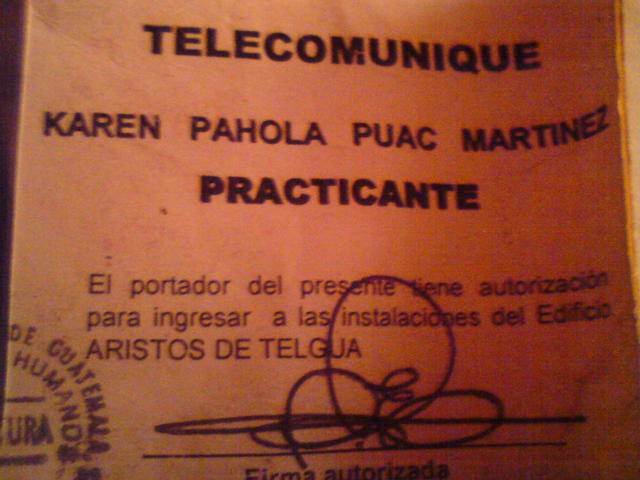 TELECOMUNIQUE
KAREN PAHOLA PUAC MARTINEZ
PRACTICANTE
El portador del presente tiene autorización
para ingresar a las instalaciones del Edificio
ARISTOS DE TELGUA
DE GUATEMALA
HUMANO
Firma autorizada